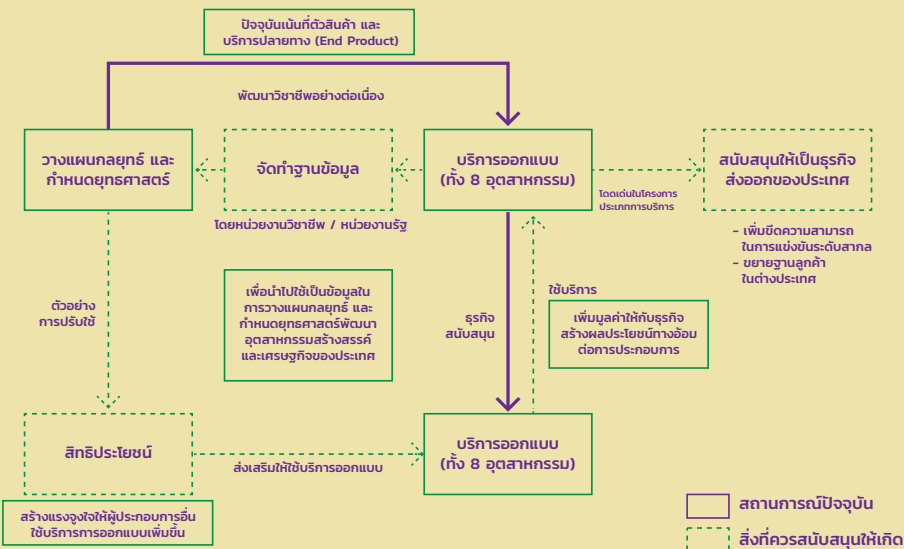 ปัจจุบันเน้นที่ตัวสินค้า และ
บริการปลายทาง (End Product)
พัฒนาวิชาชีพอย่างต่อเนื่อง
วางแผนกลยุทธ์ และ
กำหนดยุทธศาสตร์
จัดทำฐานข้อมูล
บริการออกแบบ
(ทั้ง 8 อุตสาหกรรม)
สนับสนุนให้เป็นธุรกิจ
ส่งออกของประเทศ
โดดเด่นในโครงการ
ประเภทการบริการ
โดยหน่วยงานวิชาชีพ / หน่วยงานรัฐ
- เพิ่มขีดความสามารถ
ในการแข่งขันระดับสากล
- ขยายฐานลูกค้า
ในต่างประเทศ
ตัวอย่าง
การปรับใช้
เพื่อนำไปใช้เป็นข้อมูลใน
การวางแผนกลยุทธ์ และ
กำหนดยุทธศาสตร์พัฒนา
อุตสาหกรรมสร้างสรรค์
และเศรษฐกิจของประเทศ
ธุรกิจ
สนับสนุน
ใช้บริการ
เพิ่มมูลค่าให้กับธุรกิจ
สร้างผลประโยชน์ทางอ้อม
ต่อการประกอบการ
สิทธิประโยชน์
ส่งเสริมให้ใช้บริการออกแบบ
บริการออกแบบ
(ทั้ง 8 อุตสาหกรรม)
สร้างแรงจูงใจให้ผู้ประกอบการอื่น
ใช้บริการการออกแบบเพิ่มขึ้น
สถานการณ์ปัจจุบัน
สิ่งที่ควรสนับสนุนให้เกิด